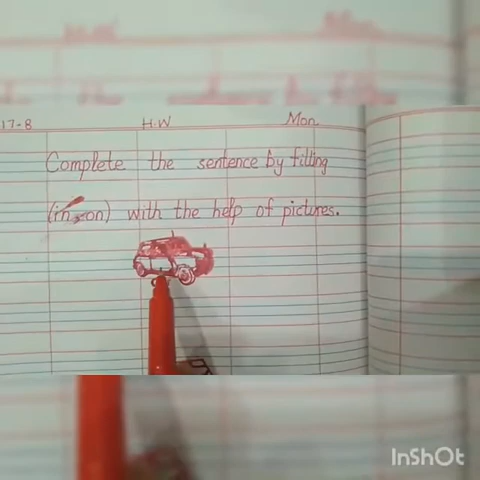 17-8 H.W Mon
Complete the sentence by filling
(in, on) with the help of pictures.
InShOt